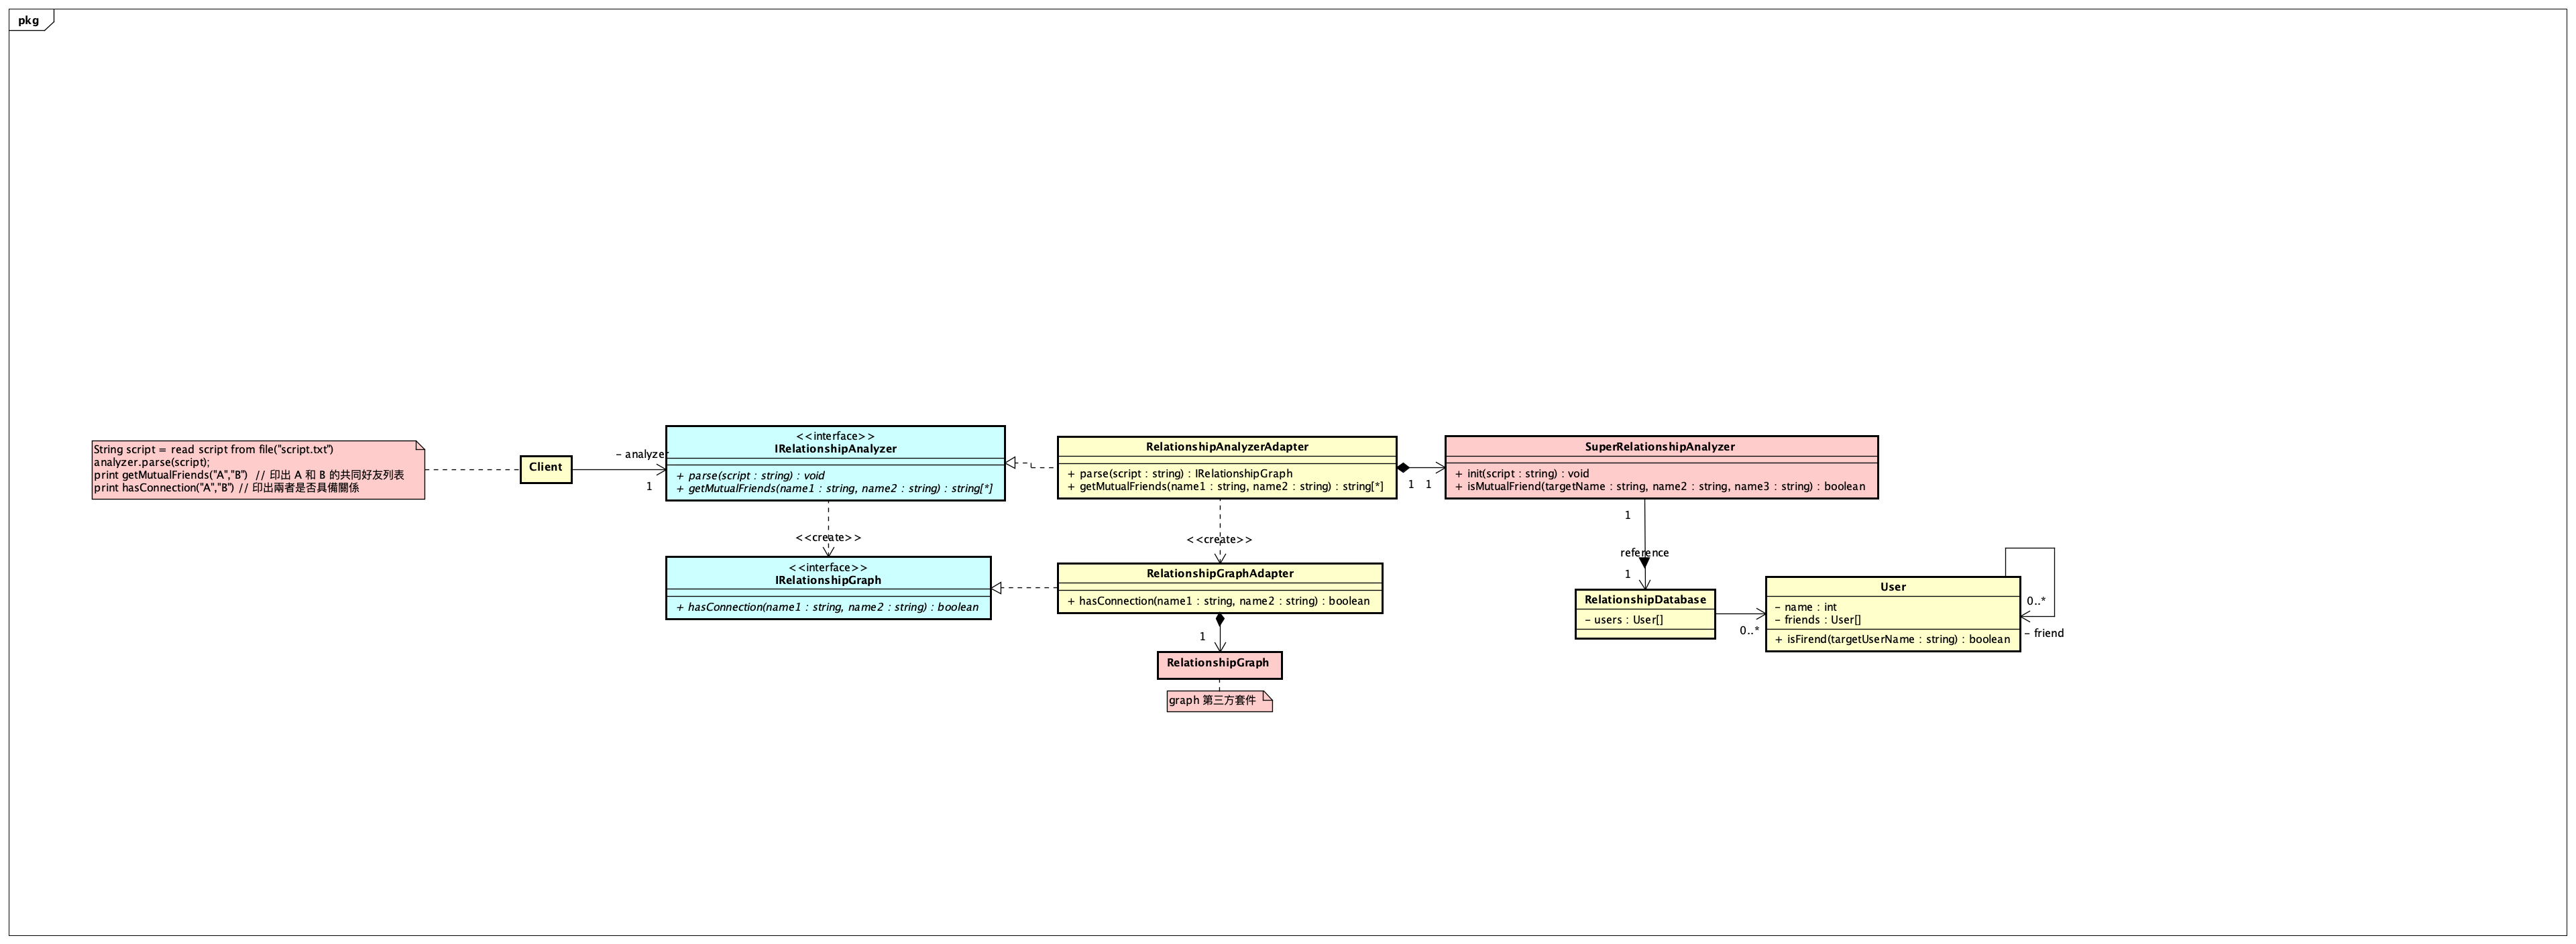 pkg
String script = read script from file("script.txt")
analyzer.parse(script);
print getMutualFriends("A","B")  // 印出 A 和 B 的共同好友列表
print hasConnection("A","B") // 印出兩者是否具備關係
Client
- analyzer
1
<<interface>>
IRelationshipAnalyzer
+ parse(script : string) : void
+ getMutualFriends(name1 : string, name2 : string) : string[*]
<<create>>
<<interface>>
IRelationshipGraph
+ hasConnection(name1 : string, name2 : string) : boolean
RelationshipAnalyzerAdapter
+ parse(script : string) : IRelationshipGraph
+ getMutualFriends(name1 : string, name2 : string) : string[*]
1
1
<<create>>
RelationshipGraphAdapter
+ hasConnection(name1 : string, name2 : string) : boolean
1
RelationshipGraph
graph 第三方套件
SuperRelationshipAnalyzer
+ init(script : string) : void
+ isMutualFriend(targetName : string, name2 : string, name3 : string) : boolean
1
reference
1
RelationshipDatabase
- users : User[]
0..*
User
- name : int
- friends : User[]
+ isFirend(targetUserName : string) : boolean
0..*
- friend